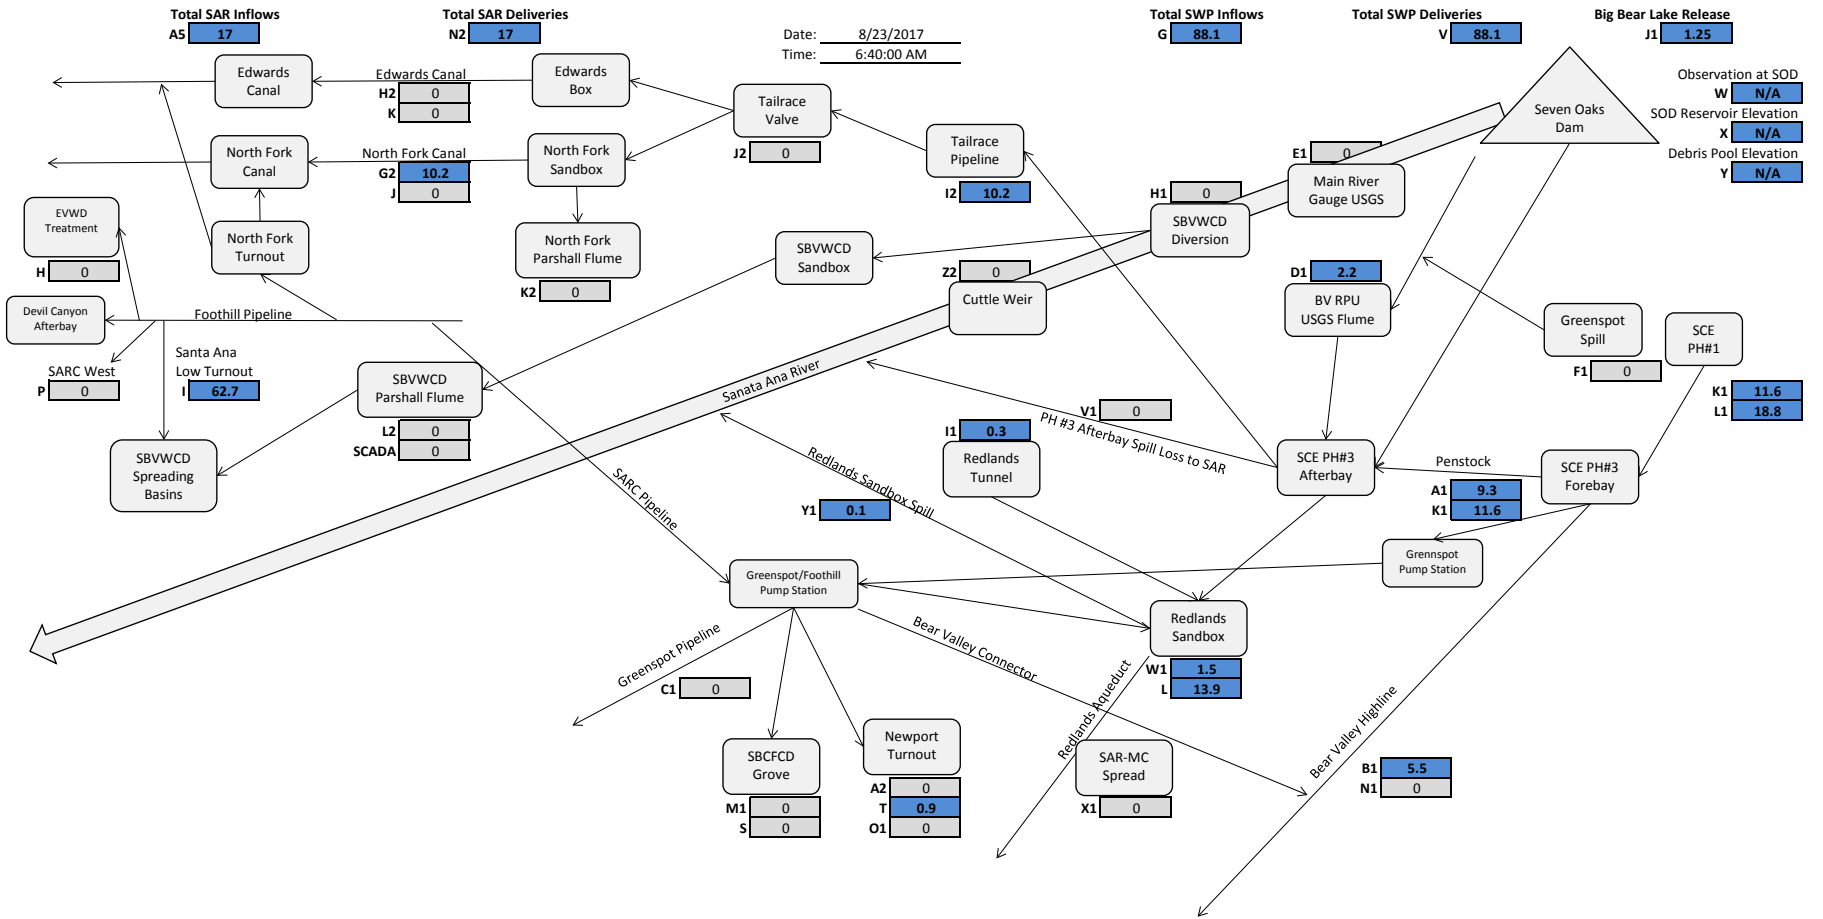 Total SAR Inflows
A5 17
Total SAR Deliveries
N2 17
Date: 8/23/2017
Time: 6:40:00 AM
Total SWP Inflows
G 88.1
Total SWP Deliveries
V 88.1
Big Bear Lake Release
J1 1.25
Observation at SOD
W N/A
SOD Reservoir Elevation
X N/A
Debris Pool Elevation
Y N/A
Seven Oaks
Dam
Edwards
Canal
Edwards Canal
H2 0
K 0
Edwards
Box
Tailrace
Valve
J2 0
Tailrace
Pipeline
I2 10.2
E1 0
Main River
Gauge USGS
H1 0
SBVWCD
Diversion
North Fork
Canal
North Fork Canal
G2 10.2
J 0
North Fork
Sandbox
EVWD
Treatment
H 0
North Fork
Turnout
North Fork
Parshall Flume
K2 0
SBVWCD
Sandbox
Z2 0
Cuttle Weir
D1 2.2
BV RPU
USGS Flume
Greenspot
Spill
F1 0
SCE
PH#1
K1 11.6
L1 18.8
Devil Canyon
Afterbay
Foothill Pipeline
SARC West
P 0
Santa Ana
Low Turnout
I 62.7
SBVWCD
Parshall Flume
L2 0
SCADA 0
SBVWCD
Spreading
Basins
Sanata Ana River
V1 0
PH #3 Afterbay Spill Loss to SAR
I1 0.3
Redlands
Tunnel
Redlands Sandbox Spill
Y1 0.1
SARC Pipeline
SCE PH#3
Afterbay
Penstock
A1 9.3
K1 11.6
SCE PH#3
Forebay
Grennspot
Pump Station
Greenspot/Foothill
Pump Station
Redlands
Sandbox
W1 1.5
L 13.9
Greenspot Pipeline
C1 0
Bear Valley Connector
Redlands Aqueduct
Bear Valley Highline
SBCFCD
Grove
M1 0
S 0
Newport
Turnout
A2 0
T 0.9
O1 0
SAR-MC
Spread
X1 0
B1 5.5
N1 0